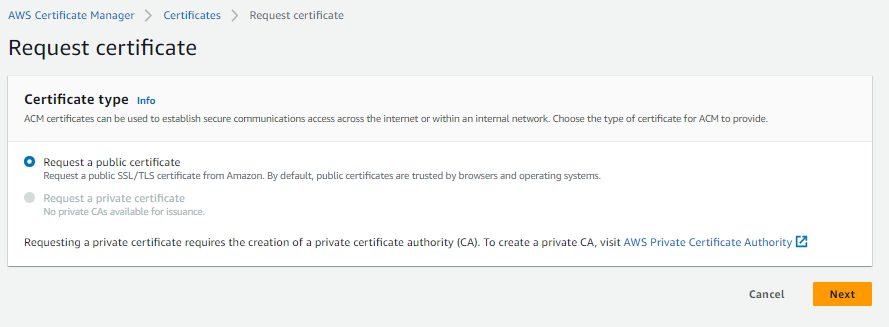 AWS Certificate Manager > Certificates > Request certificate
Request certificate
Certificate type Info
ACM certificates can be used to establish secure communications access across the internet or within an internal network. Choose the type of certificate for ACM to provide.
Request a public certificate
Request a public SSL/TLS certificate from Amazon. By default, public certificates are trusted by browsers and operating systems.
Request a private certificate
No private CAs available for issuance.
Requesting a private certificate requires the creation of a private certificate authority (CA). To create a private CA, visit AWS Private Certificate Authority
Cancel Next